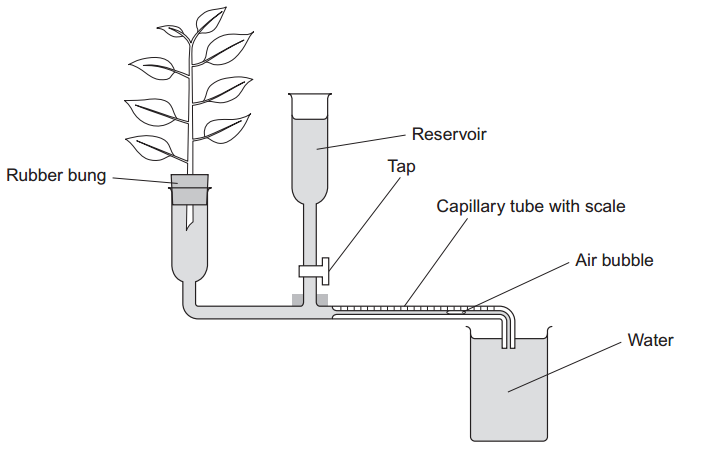 Reservoir
Tap
Rubber bung
Capillary tube with scale
Air bubble
Water